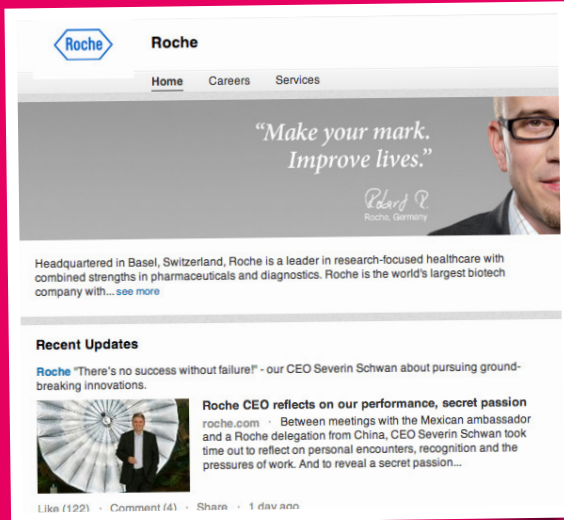 Roche
Roche
Home Careers Services
“Make your mark.
Improve lives.”
Robert R.
Roche, Germany
Headquartered in Basel, Switzerland, Roche is a leader in research-focused healthcare with
combined strengths in pharmaceuticals and diagnostics. Roche is the world's largest biotech
company with... see more
Recent Updates
Roche "There's no success without failure!" - our CEO Severin Schwan about pursuing ground-
breaking innovations.
Roche CEO reflects on our performance, secret passion
roche.com · Between meetings with the Mexican ambassador
and a Roche delegation from China, CEO Severin Schwan took
time out to reflect on personal encounters, recognition and the
pressures of work. And to reveal a secret passion...
Like (122) · Comment (4) · Share · 1 day ago